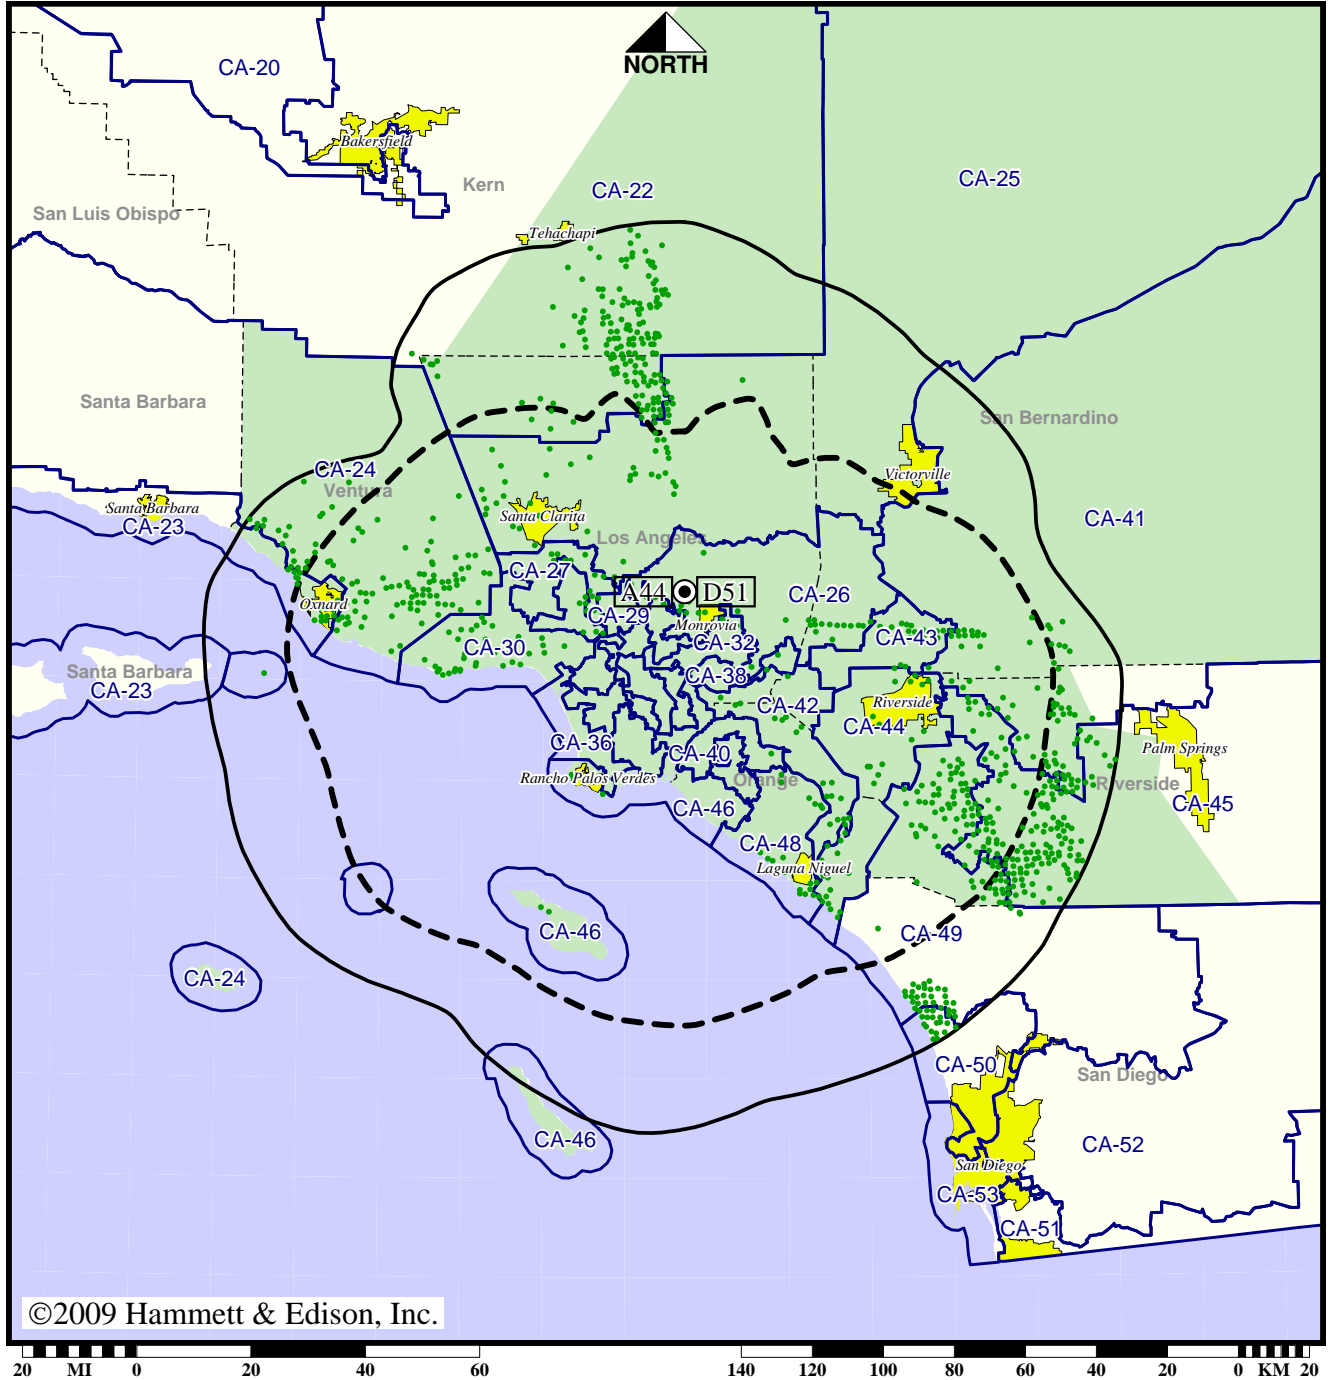 NORTH
CA-20
Bakersfield
Kern
CA-22
CA-25
San Luis Obispo
Tehachapi
Santa Barbara
San Bernardino
CA-24
Ventura
Victorville
Santa Barbara
CA-23
Santa Clarita
Los Angeles
CA-41
CA-27
A44
D51
CA-26
Oxnard
CA-29
Monrovia
CA-32
CA-43
CA-30
Santa Barbara
CA-23
CA-38
CA-42
Riverside
CA-44
CA-36
CA-40
Palm Springs
Rancho Palos Verdes
Orange
Riverside
CA-45
CA-46
CA-48
Laguna Niguel
CA-46
CA-49
CA-24
CA-50
San Diego
CA-46
CA-52
San Diego
CA-53
CA-51
©2009 Hammett & Edison, Inc.
20 MI 0 20 40 60 140 120 100 80 60 40 20 0 KM 20